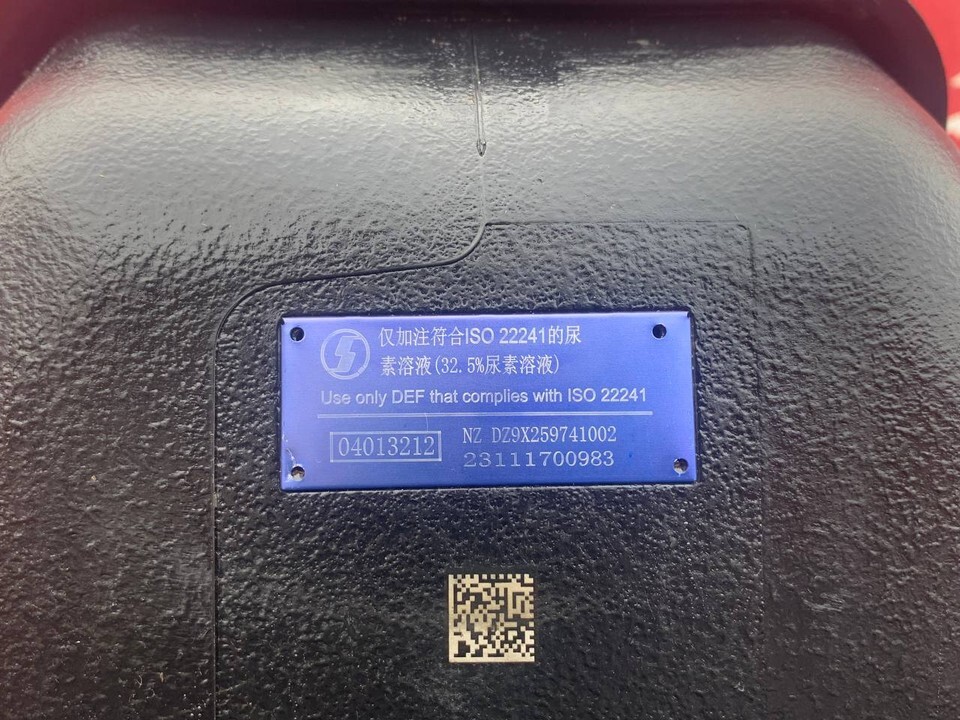 仅加注符合ISO 22241的尿
素溶液(32.5%尿素溶液)
Use only DEF that complies with ISO 22241
04013212
NZ DZ9X259741002
23111700983